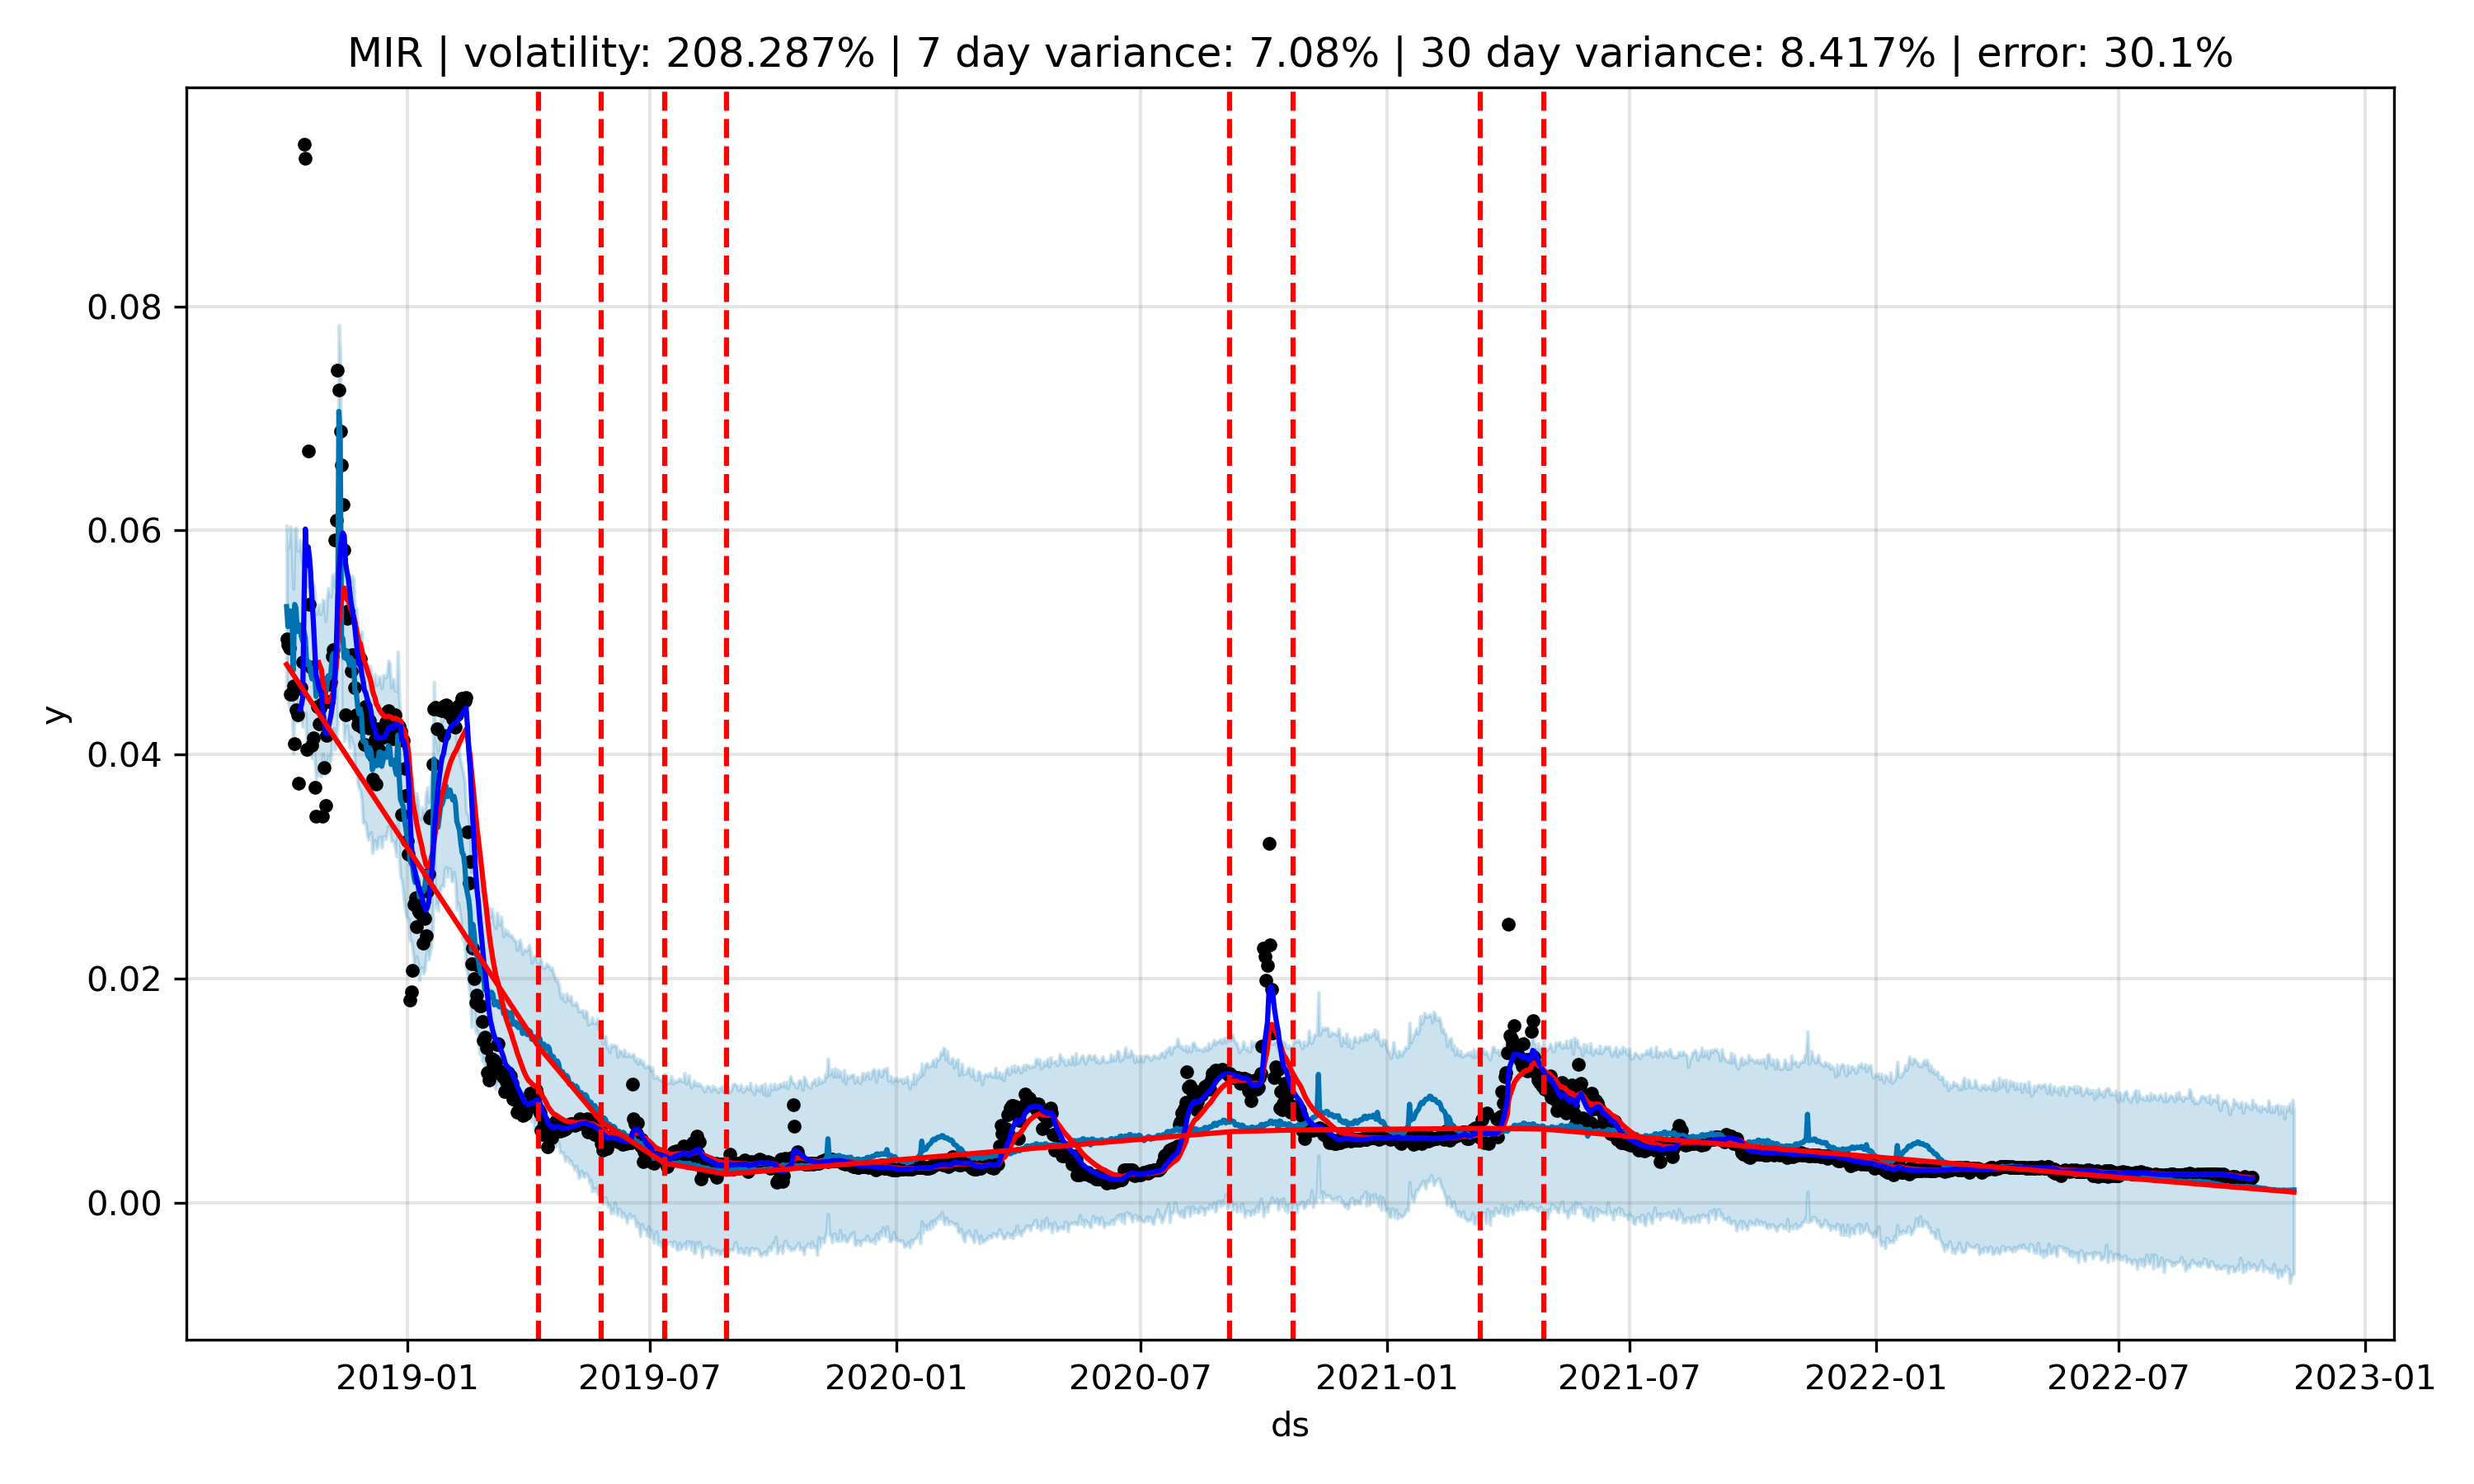 MIR | volatility: 208.287% | 7 day variance: 7.08% | 30 day variance: 8.417% | error: 30.1%
y
0.08
0.06
0.04
0.02
0.00
2019-01 2019-07 2020-01 2020-07 2021-01 2021-07 2022-01 2022-07 2023-01
ds